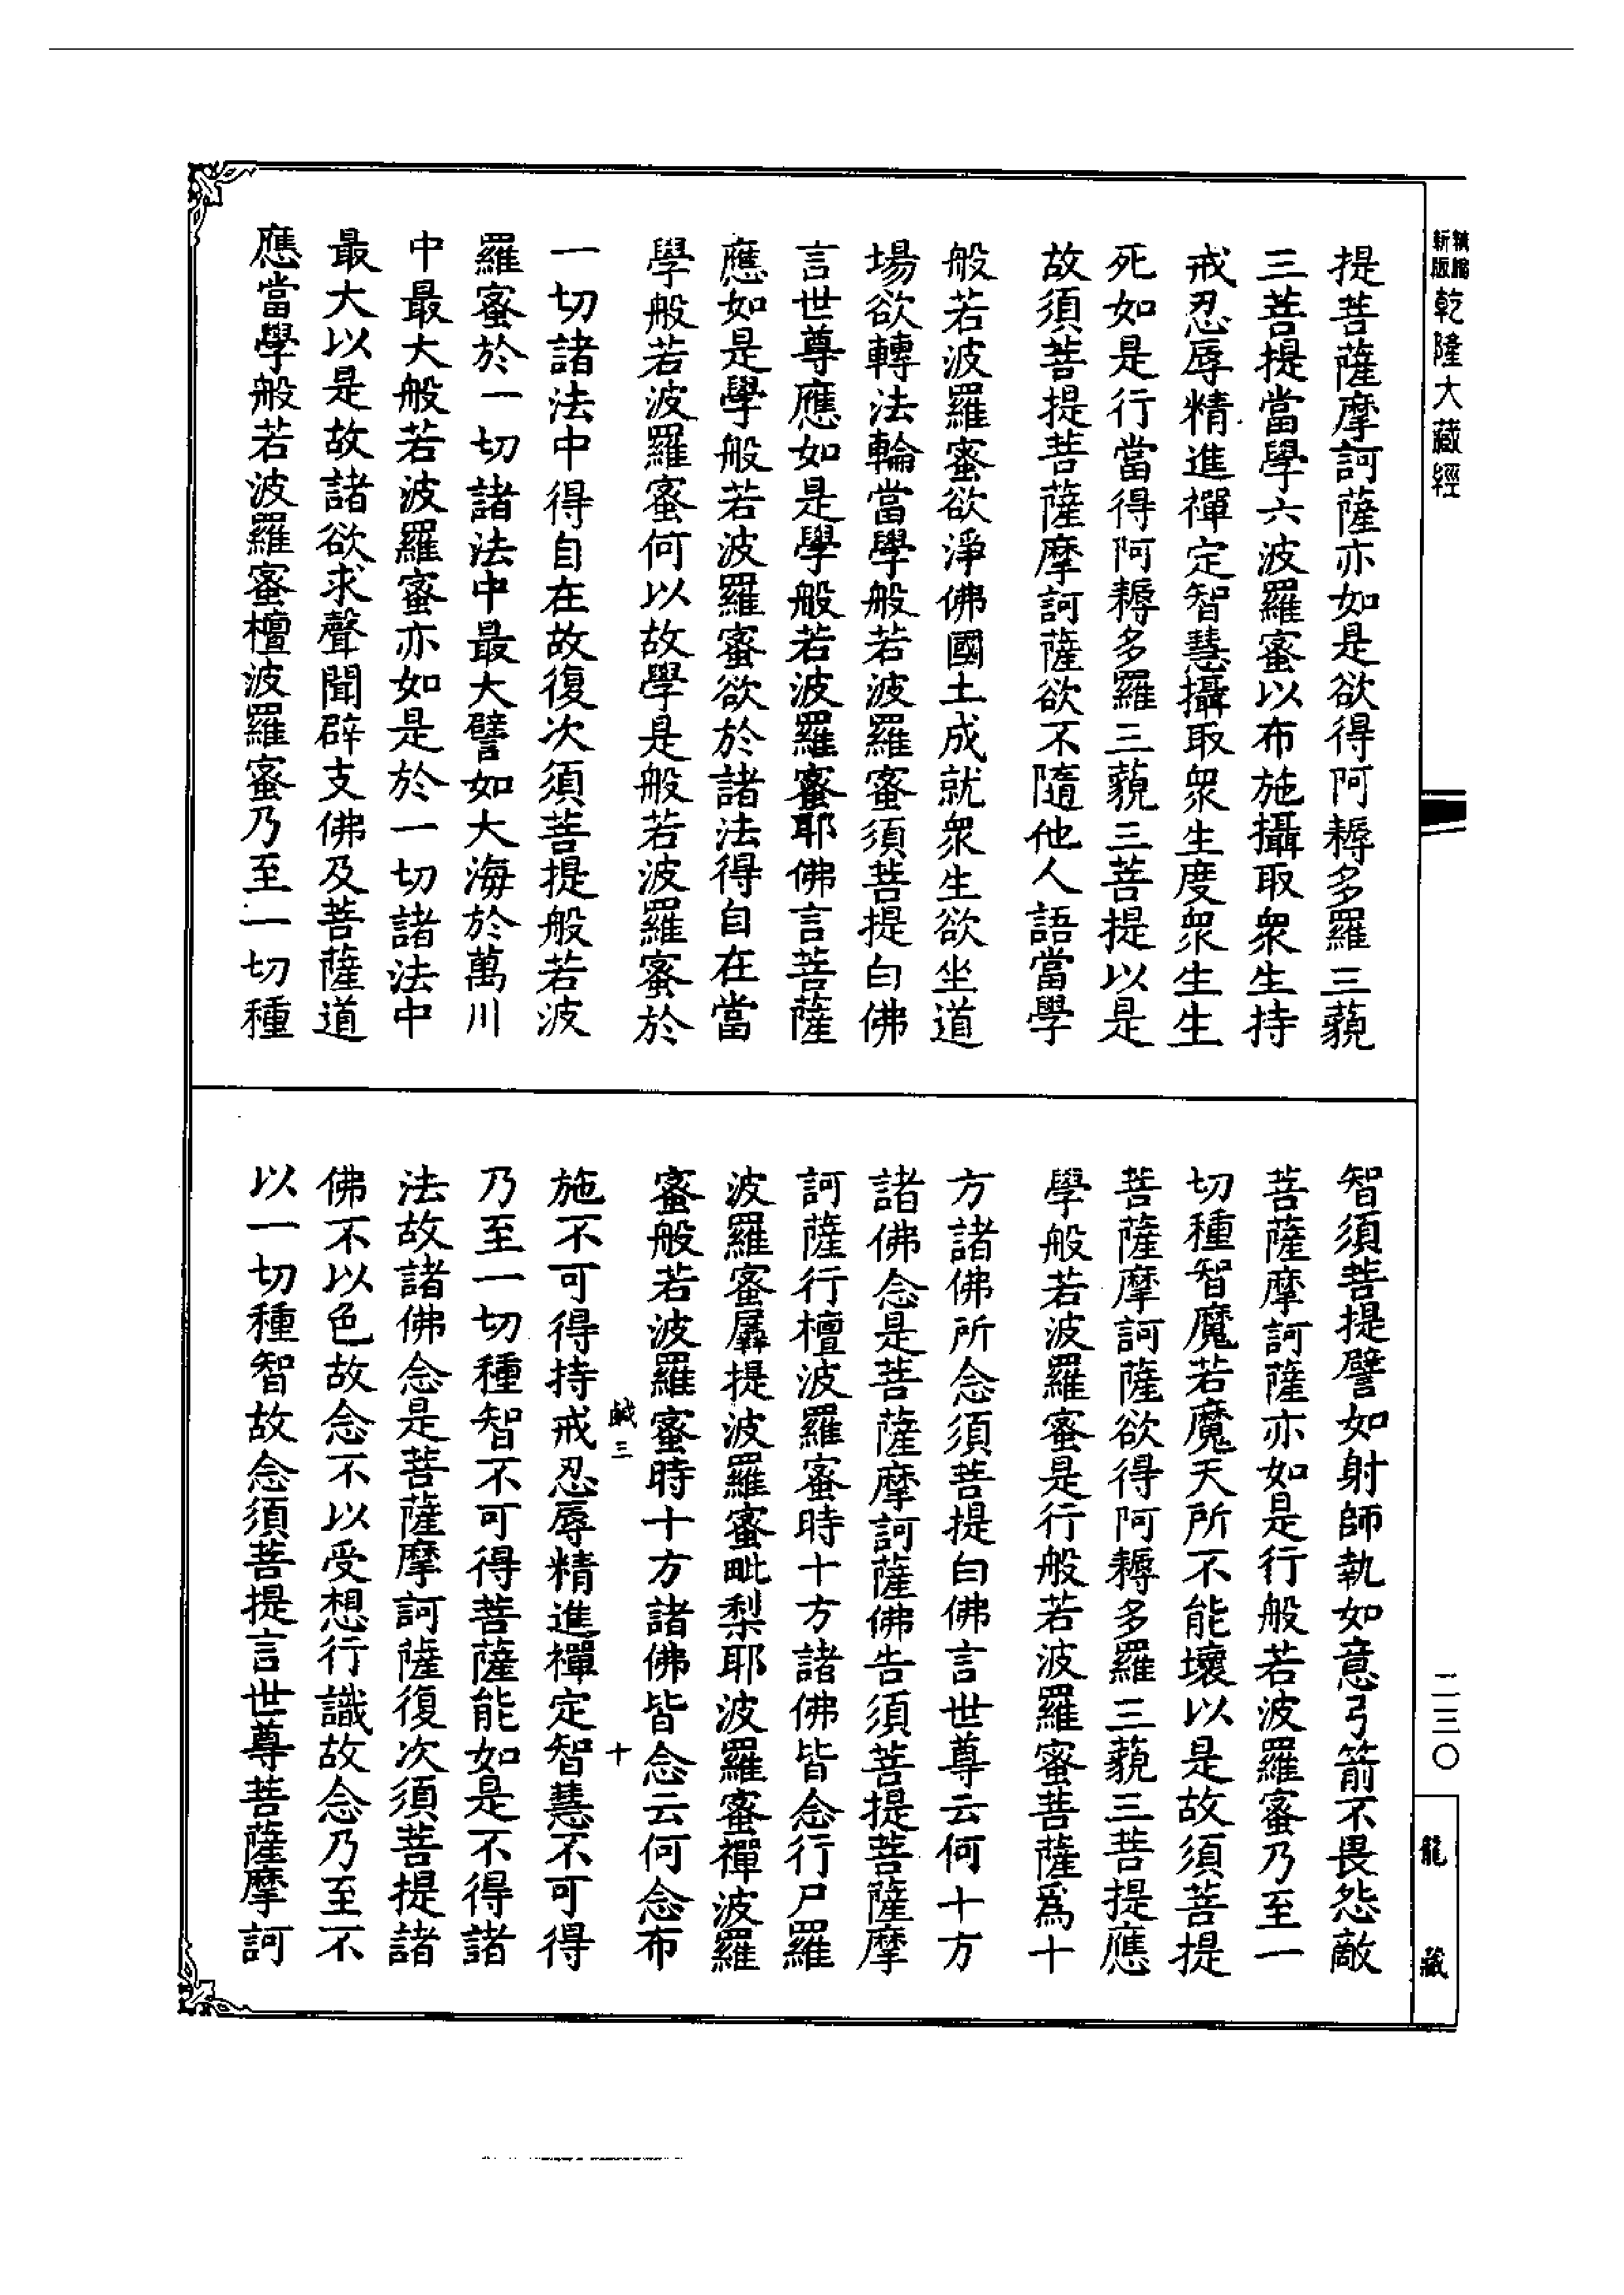 乾隆大藏經
提菩薩摩訶薩亦如是欲得阿耨多羅三藐
三菩提當學六波羅蜜以布施攝取衆生持
戒忍辱精進禪定智慧攝取衆生度衆生生
死如是行當得阿耨多羅三藐三菩提以是
故須菩提菩薩摩訶薩欲不隨他人語當學
般若波羅蜜欲淨佛國土成就衆生欲坐道
場欲轉法輪當學般若波羅蜜須菩提白佛
言世尊應如是學般若波羅蜜耶佛言菩薩
應如是學般若波羅蜜欲於諸法得自在當
學般若波羅蜜何以故學是般若波羅蜜於
一切諸法中得自在故復次須菩提般若波
羅蜜於一切諸法中最大譬如大海於萬川
中最大般若波羅蜜亦如是於一切諸法中
最大以是故諸欲求聲聞辟支佛及菩薩道
應當學般若波羅蜜檀波羅蜜乃至一切種
智須菩提譬如射師執如意弓箭不畏怨敵
菩薩摩訶薩亦如是行般若波羅蜜乃至一
切種智魔若魔天所不能壞以是故須菩提
菩薩摩訶薩欲得阿耨多羅三藐三菩提應
學般若波羅蜜是行般若波羅蜜菩薩爲十
方諸佛所念須菩提白佛言世尊云何十方
諸佛念是菩薩摩訶薩佛告須菩提菩薩摩
訶薩行檀波羅蜜時十方諸佛皆念行尸羅
波羅蜜羼提波羅蜜毗梨耶波羅蜜禪波羅
蜜般若波羅蜜時十方諸佛皆念云何念布
鹹三 十
施不可得持戒忍辱精進禪定智慧不可得
乃至一切種智不可得菩薩能如是不得諸
法故諸佛念是菩薩摩訶薩復次須菩提諸
佛不以色故念不以受想行識故念乃至不
以一切種智故念須菩提言世尊菩薩摩訶
二三〇
龍藏